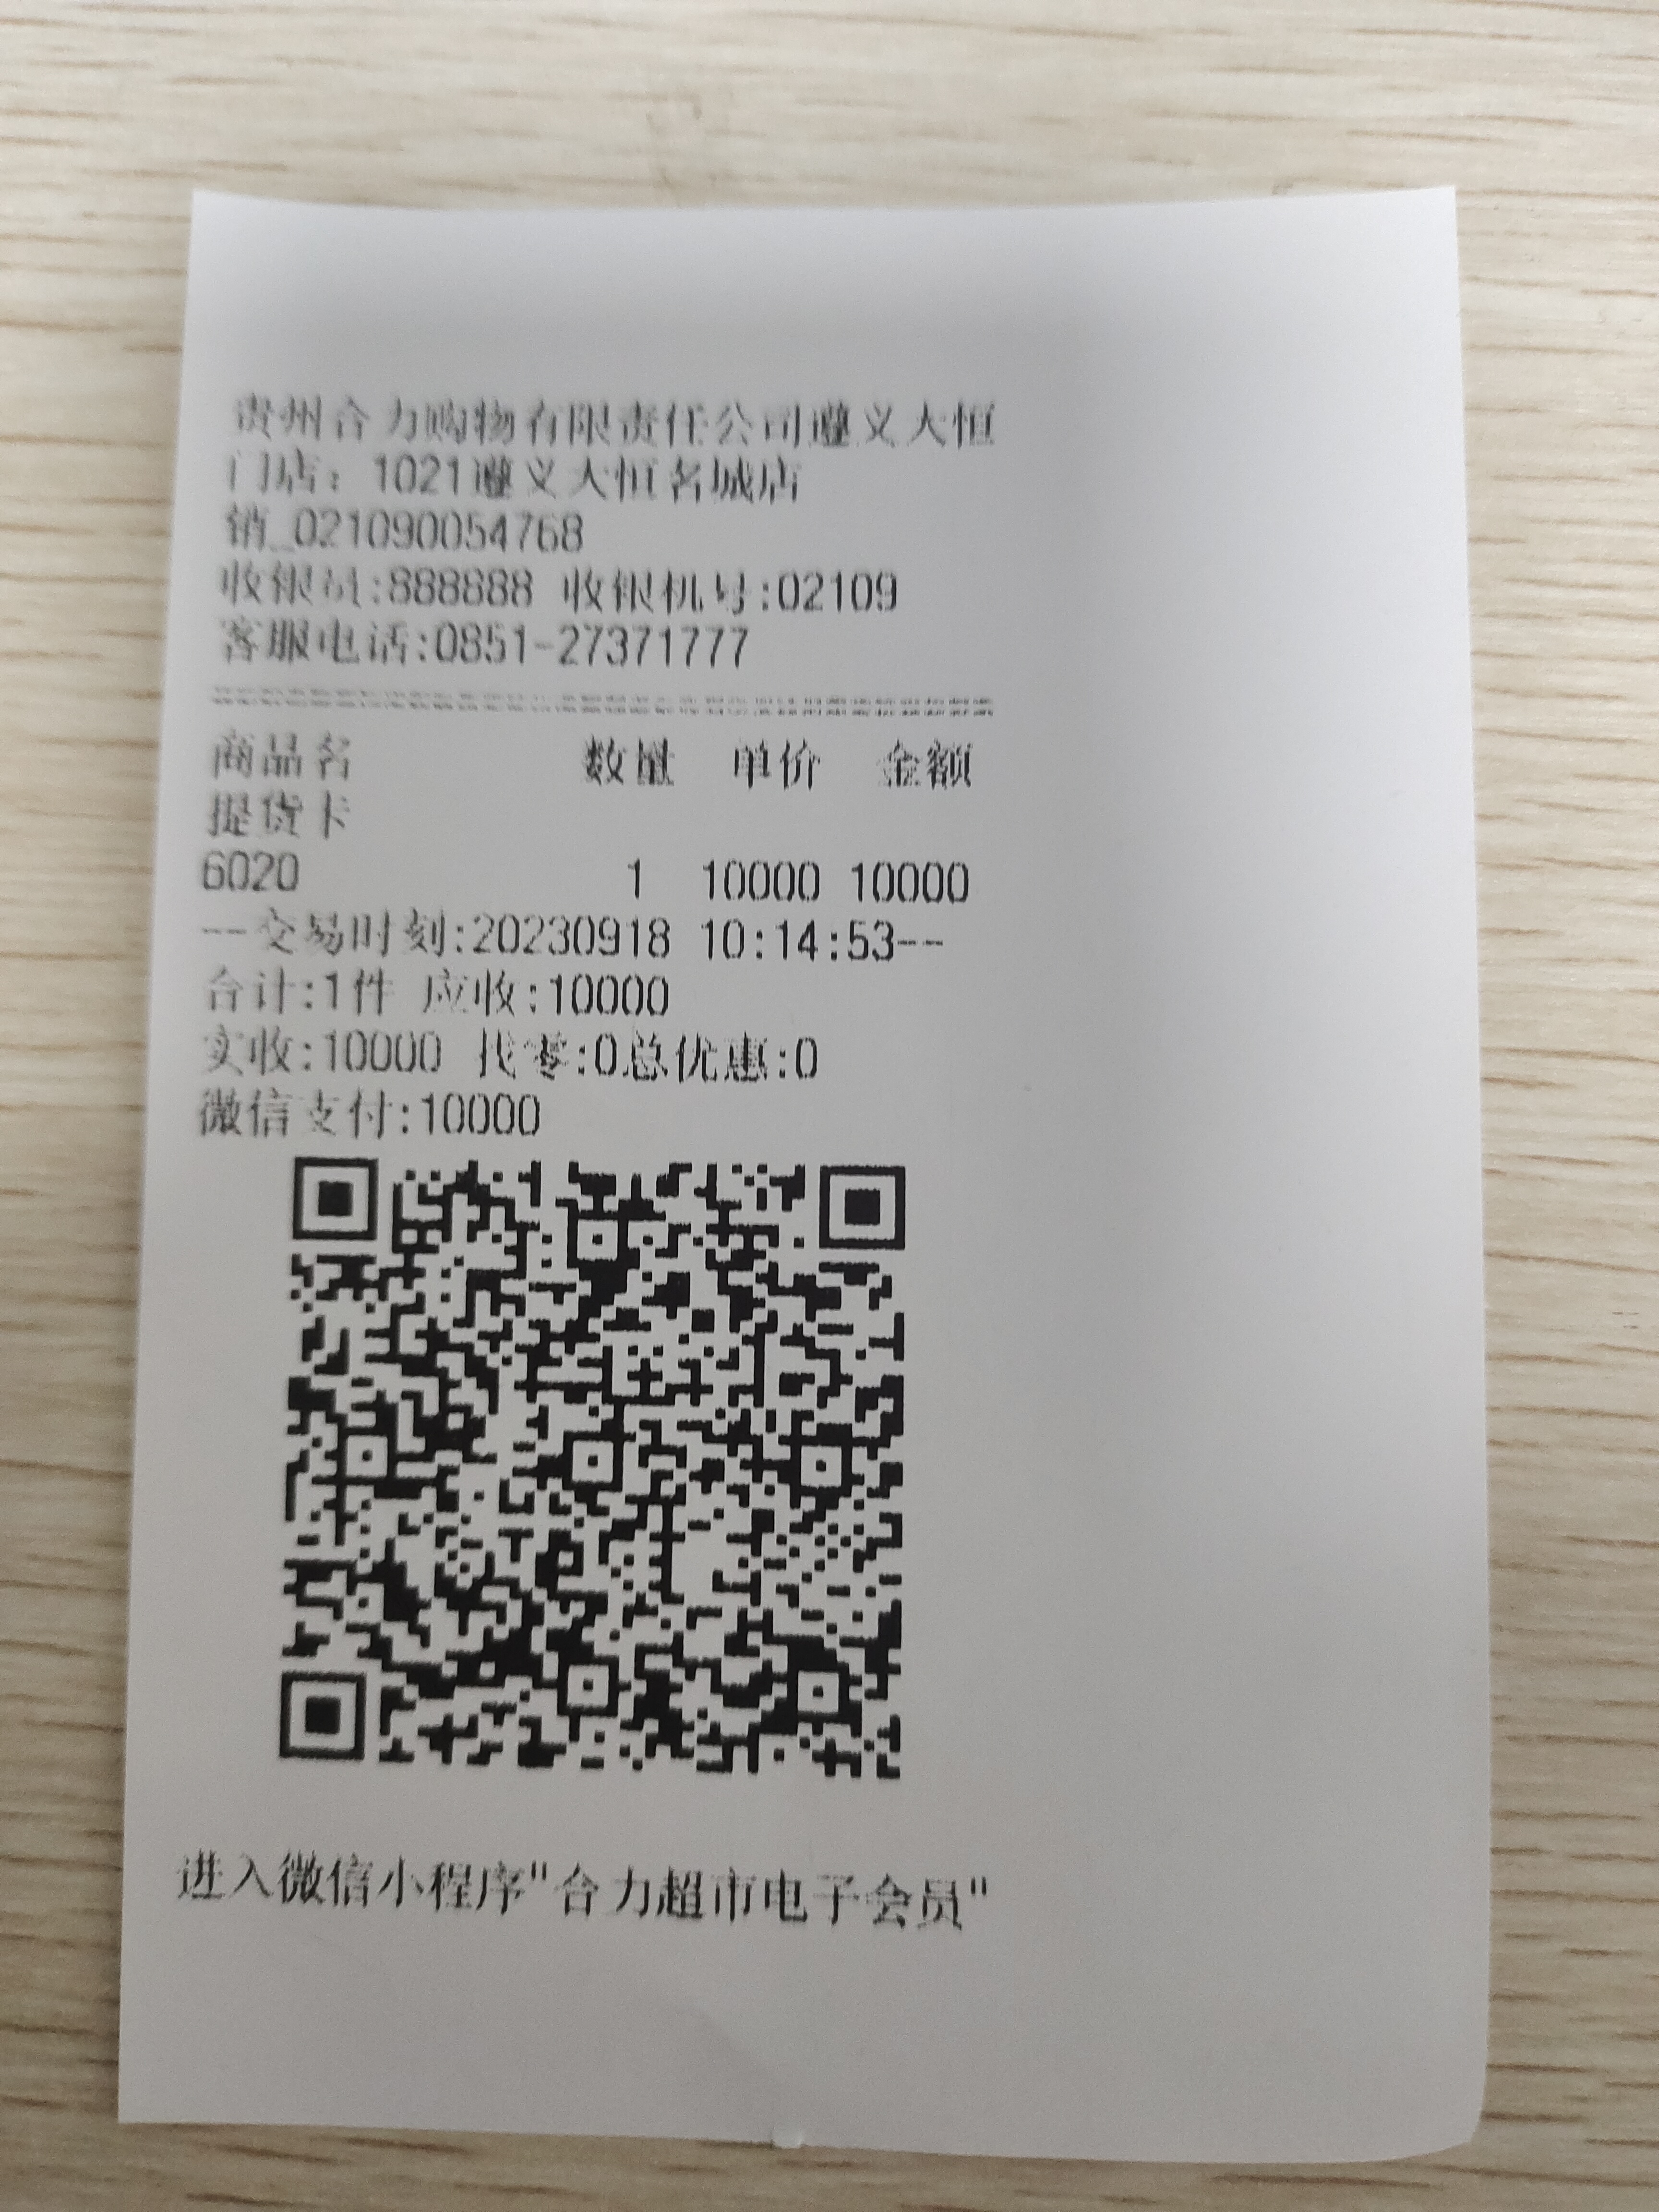 贵州合力购物有限责任公司遵义大恒
门店：1021遵义大恒名城店
销_021090054768
收银员:888888 收银机号:02109
客服电话:0851-27371777
商品名 数量 单价 金额
提货卡
6020 1 10000 10000
--交易时刻:20230918 10:14:53--
合计:1件 应收:10000
实收:10000 找零:0总优惠:0
微信支付:10000
进入微信小程序"合力超市电子会员"